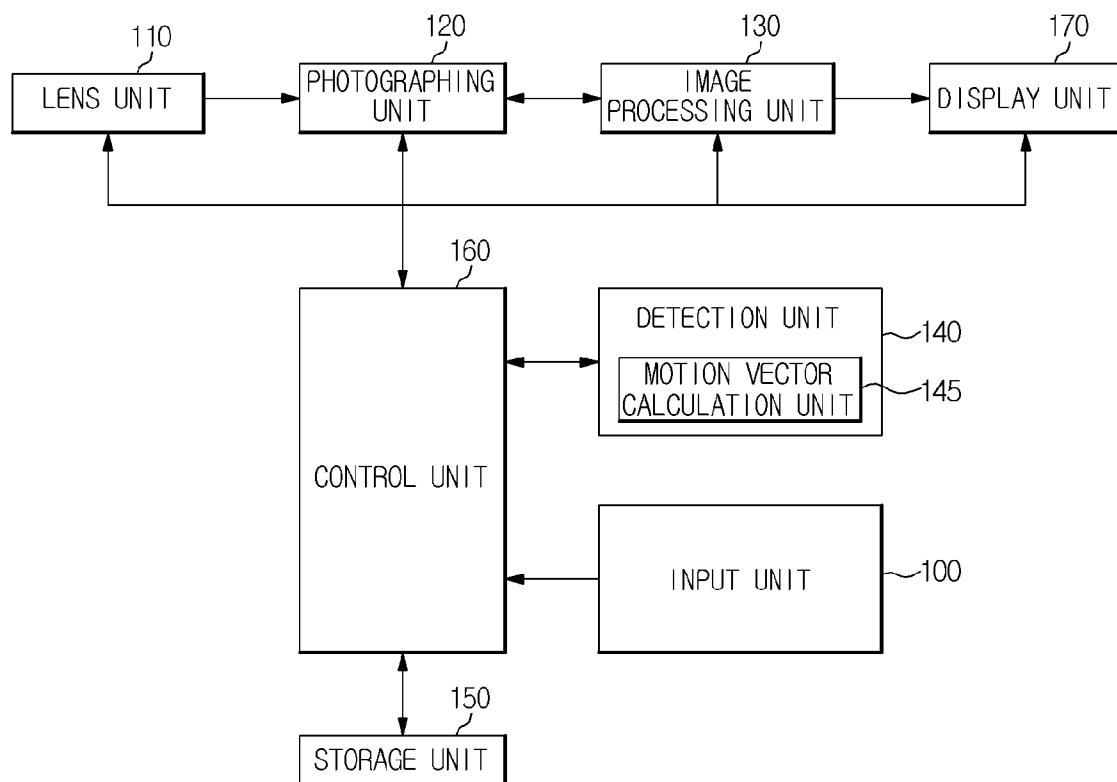 110
120
130
170
LENS UNIT
PHOTOGRAPHING
UNIT
IMAGE
PROCESSING UNIT
DISPLAY UNIT
160
CONTROL UNIT
DETECTION UNIT
140
MOTION VECTOR
CALCULATION UNIT
145
INPUT UNIT
100
150
STORAGE UNIT